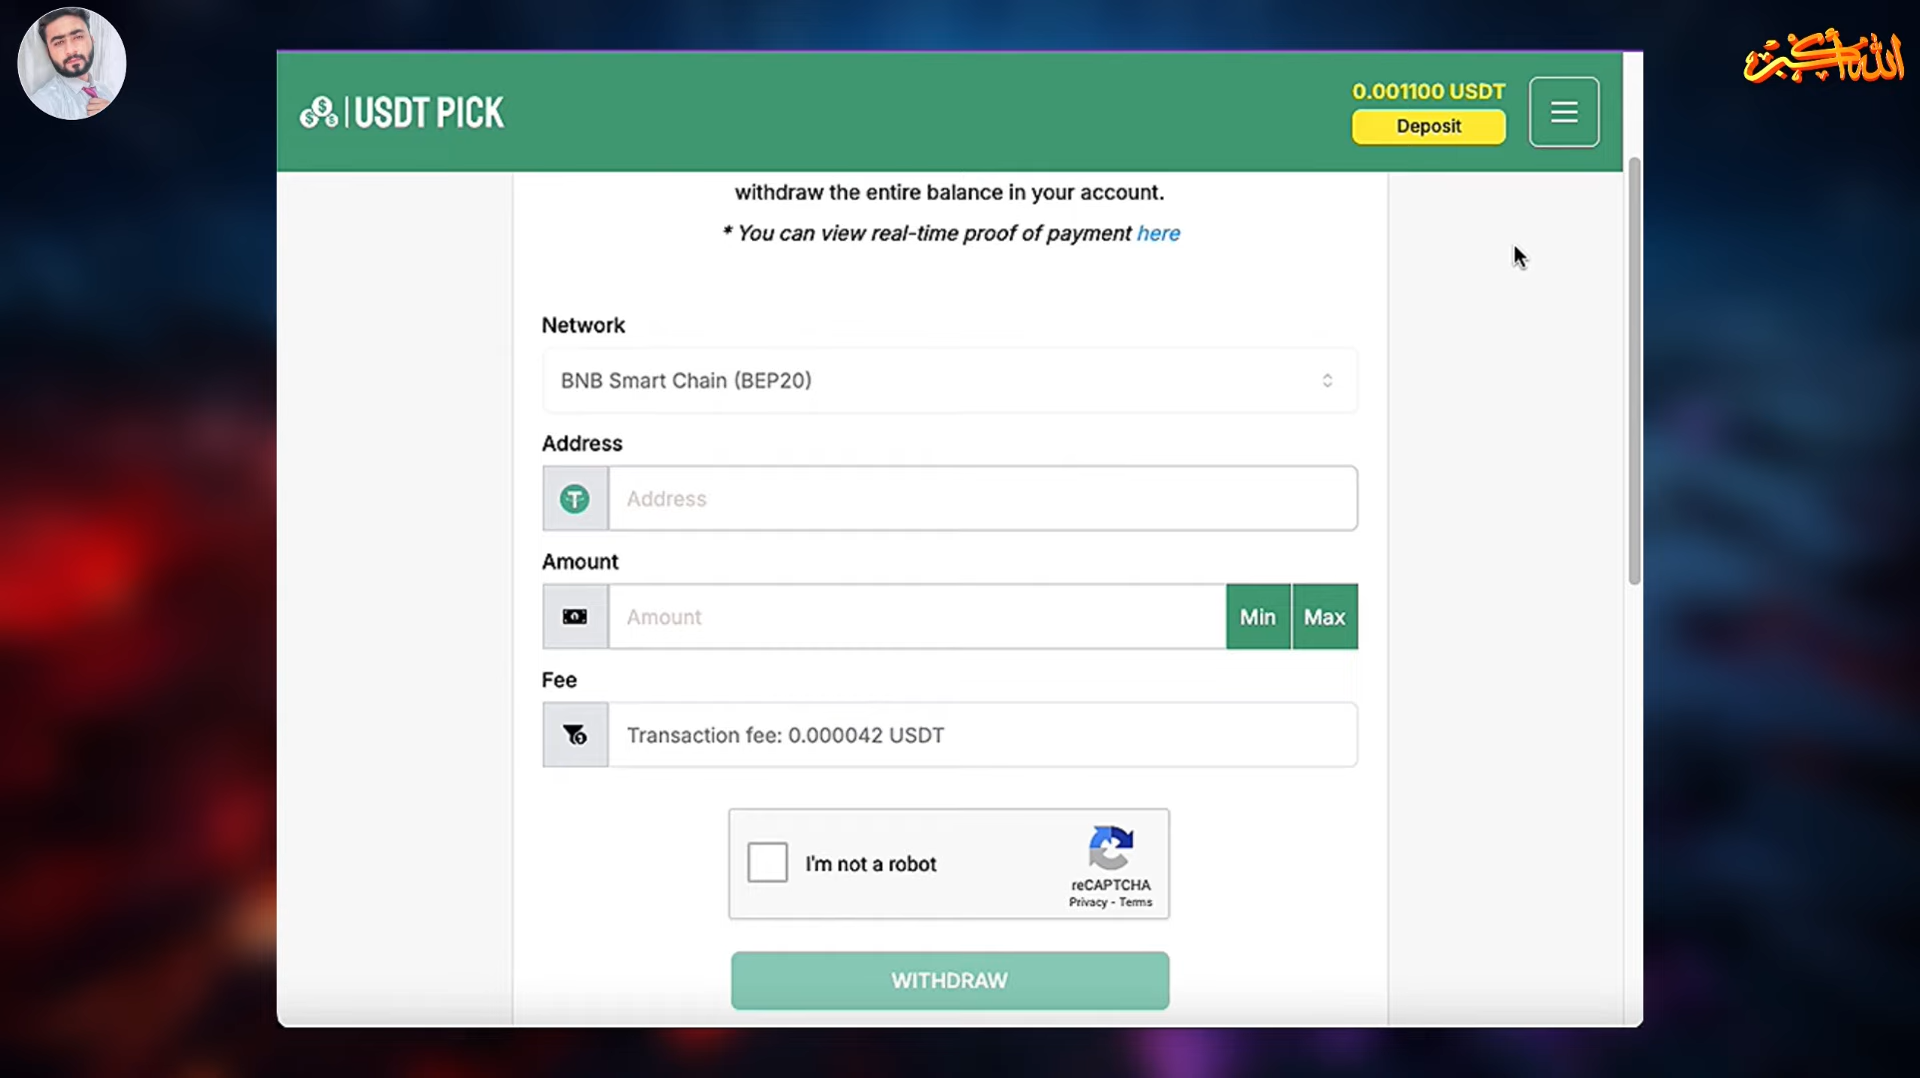 الله أكبر
USDT PICK
0.001100 USDT
Deposit
withdraw the entire balance in your account.
* You can view real-time proof of payment here
Network
BNB Smart Chain (BEP20)
Address
Address
Amount
Amount
Min
Max
Fee
Transaction fee: 0.000042 USDT
I'm not a robot
reCAPTCHA
Privacy - Terms
WITHDRAW